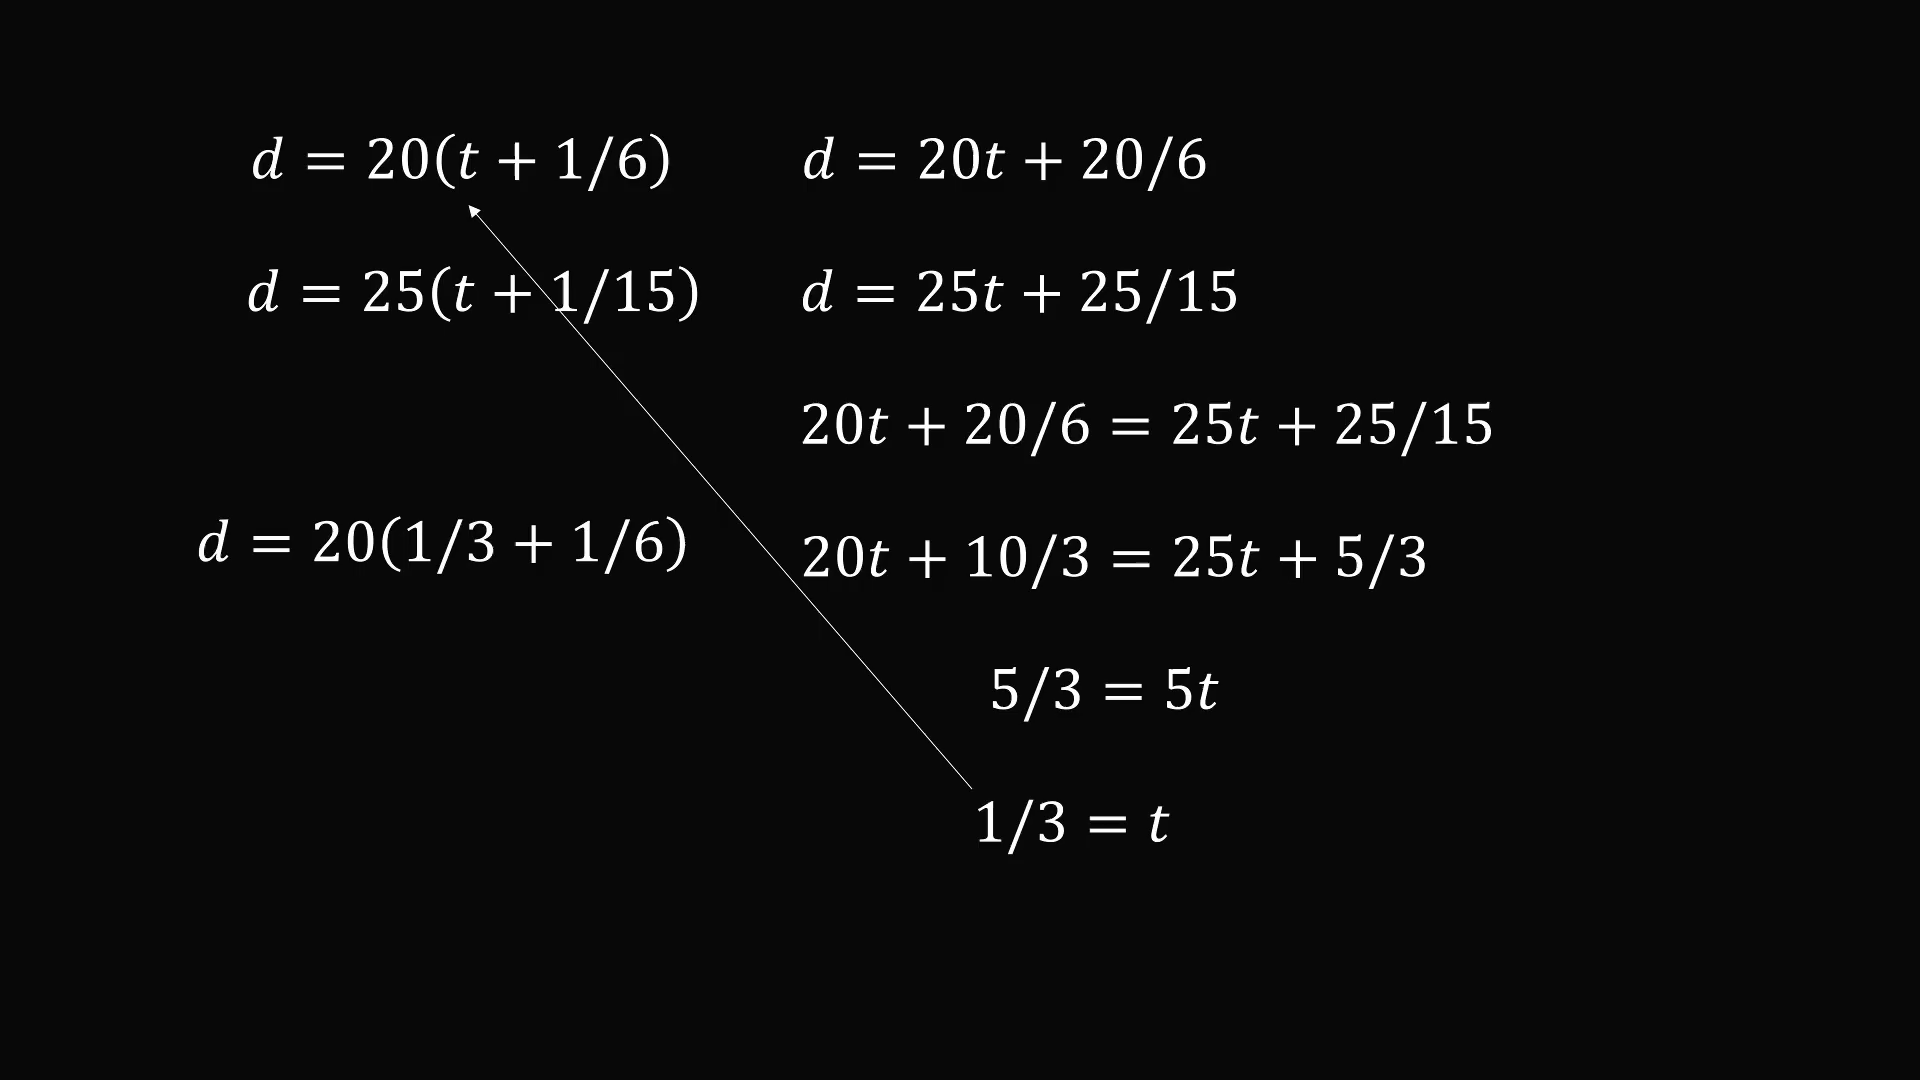 d = 20(t + 1/6)
d = 25(t + 1/15)
d = 20(1/3 + 1/6)
d = 20t + 20/6
d = 25t + 25/15
20t + 20/6 = 25t + 25/15
20t + 10/3 = 25t + 5/3
5/3 = 5t
1/3 = t